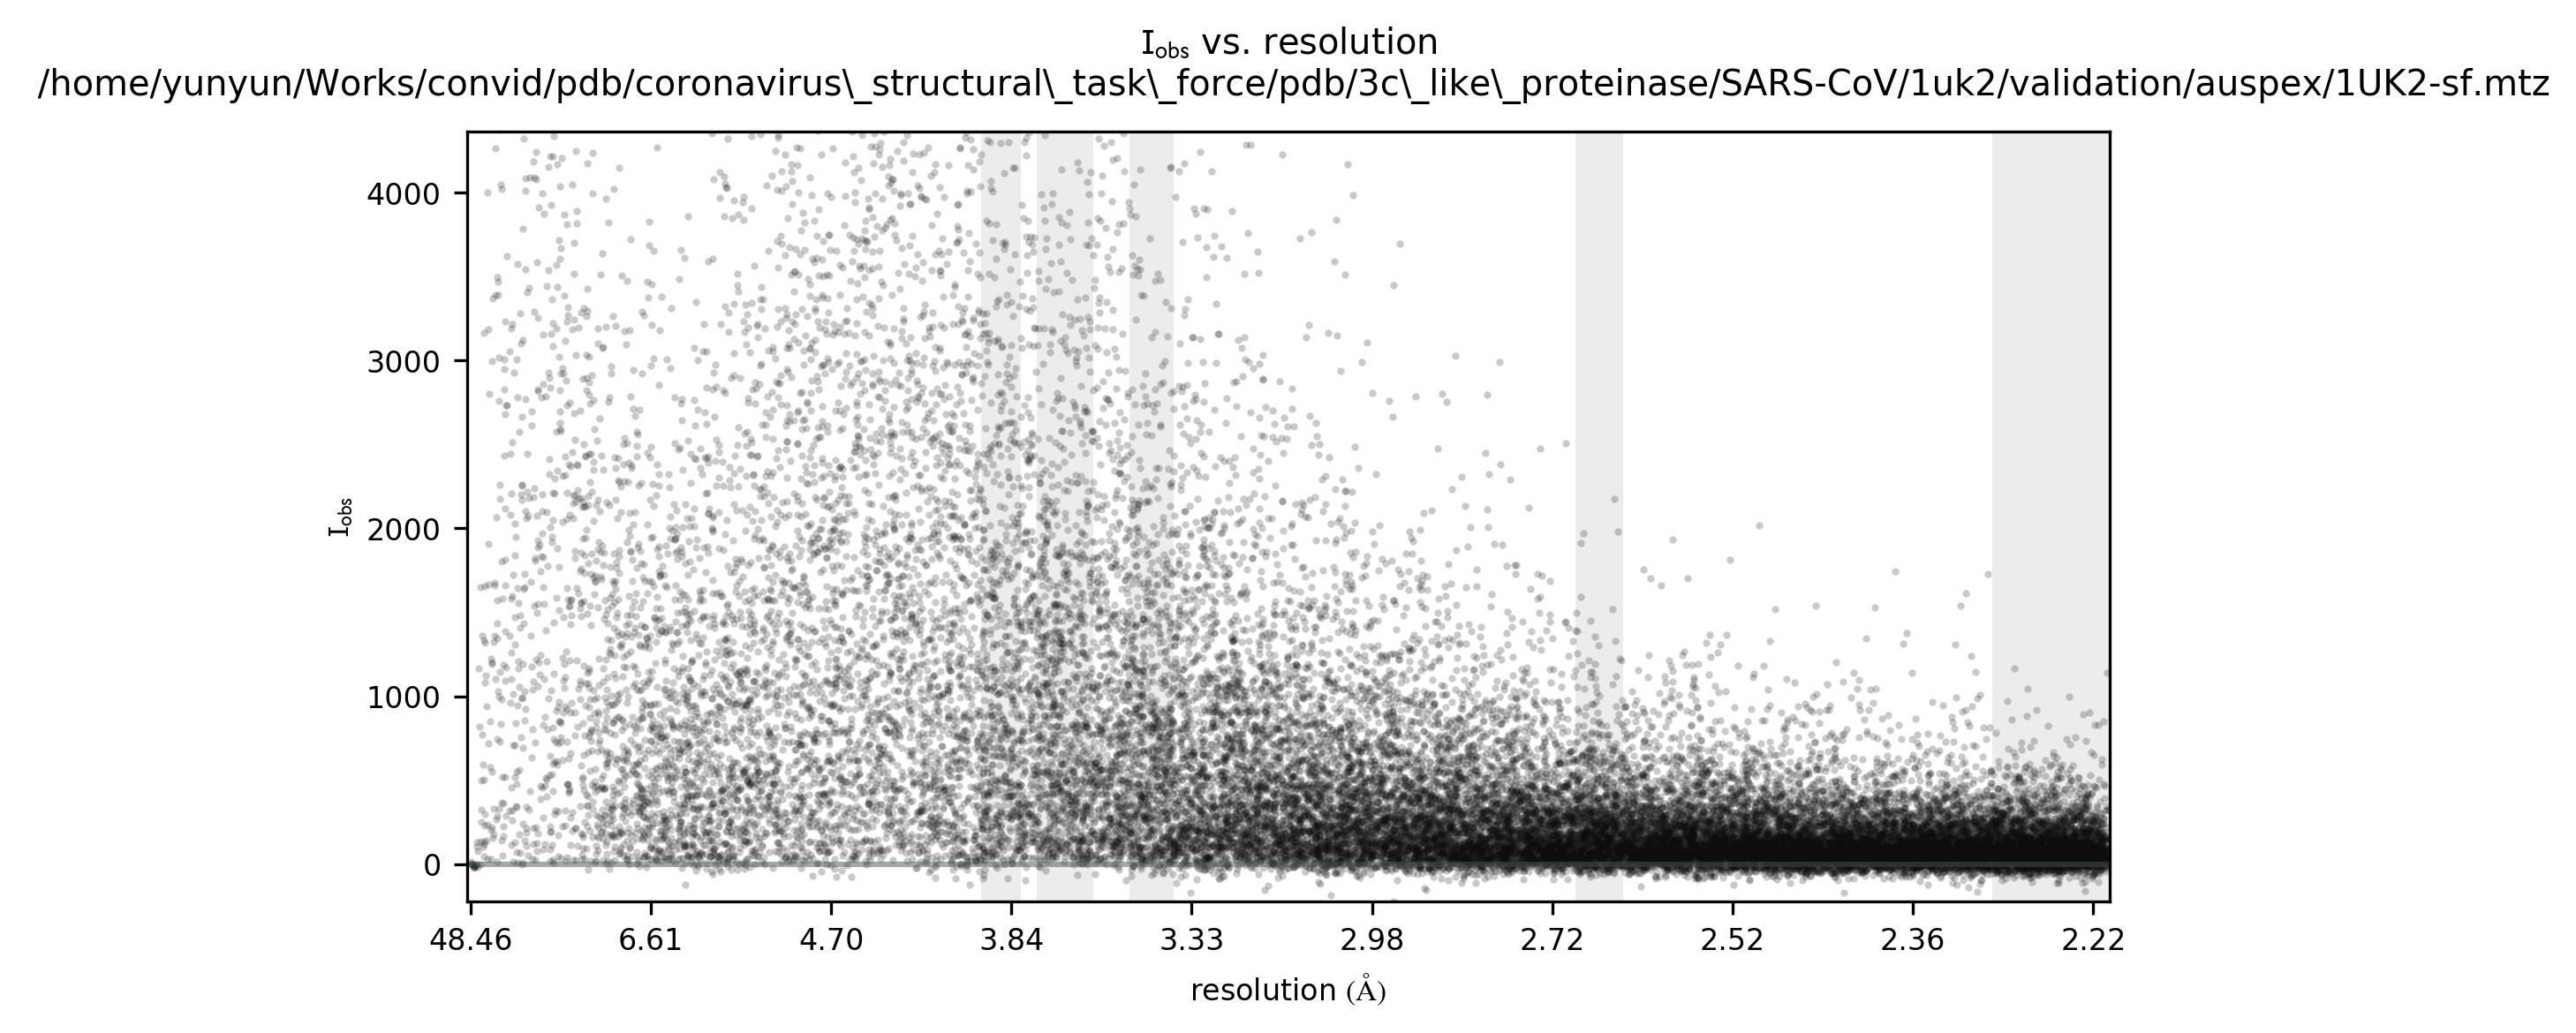 I_obs vs. resolution
/home/yunyun/Works/convid/pdb/coronavirus\_structural\_task\_force/pdb/3c\_like\_proteinase/SARS-CoV/1uk2/validation/auspex/1UK2-sf.mtz
4000
3000
I_obs
2000
1000
0
48.46 6.61 4.70 3.84 3.33 2.98 2.72 2.52 2.36 2.22
resolution (Å)